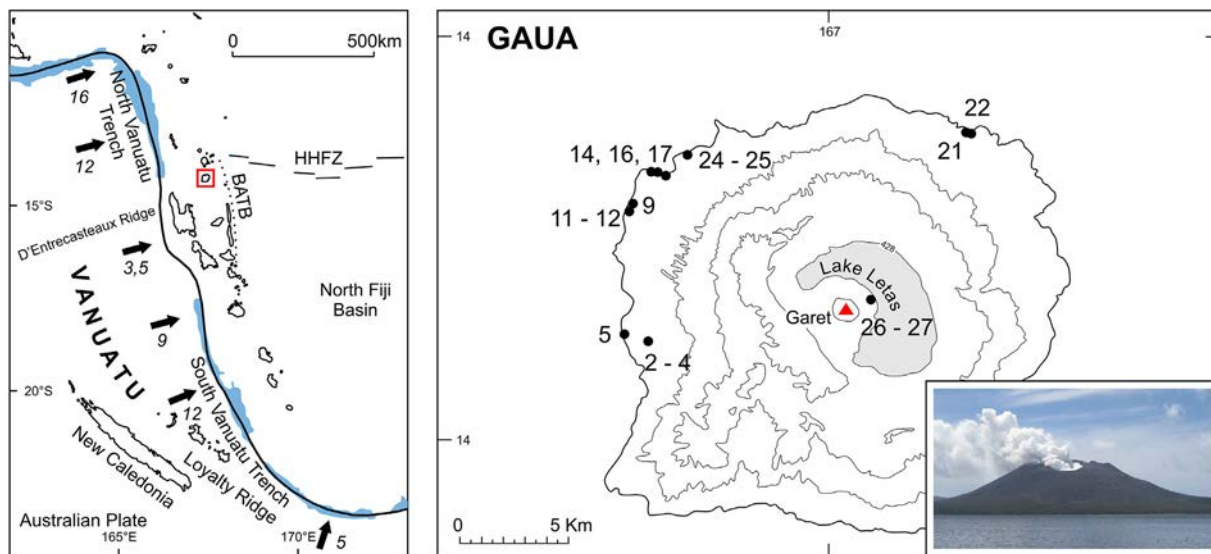 0
500km
16
North Vanuatu
Trench
12
HHFZ
BATB
15°S
D'Entrecasteaux Ridge
3,5
North Fiji
Basin
VANUATU
9
South Vanuatu Trench
20°S
12
New Caledonia
Loyalty Ridge
Australian Plate
5
165°E
170°E
14
GAUA
167
22
21
14, 16, 17
24 - 25
9
11 - 12
428
Lake Letas
Garet
26 - 27
5
2 - 4
14
0
5 Km
167